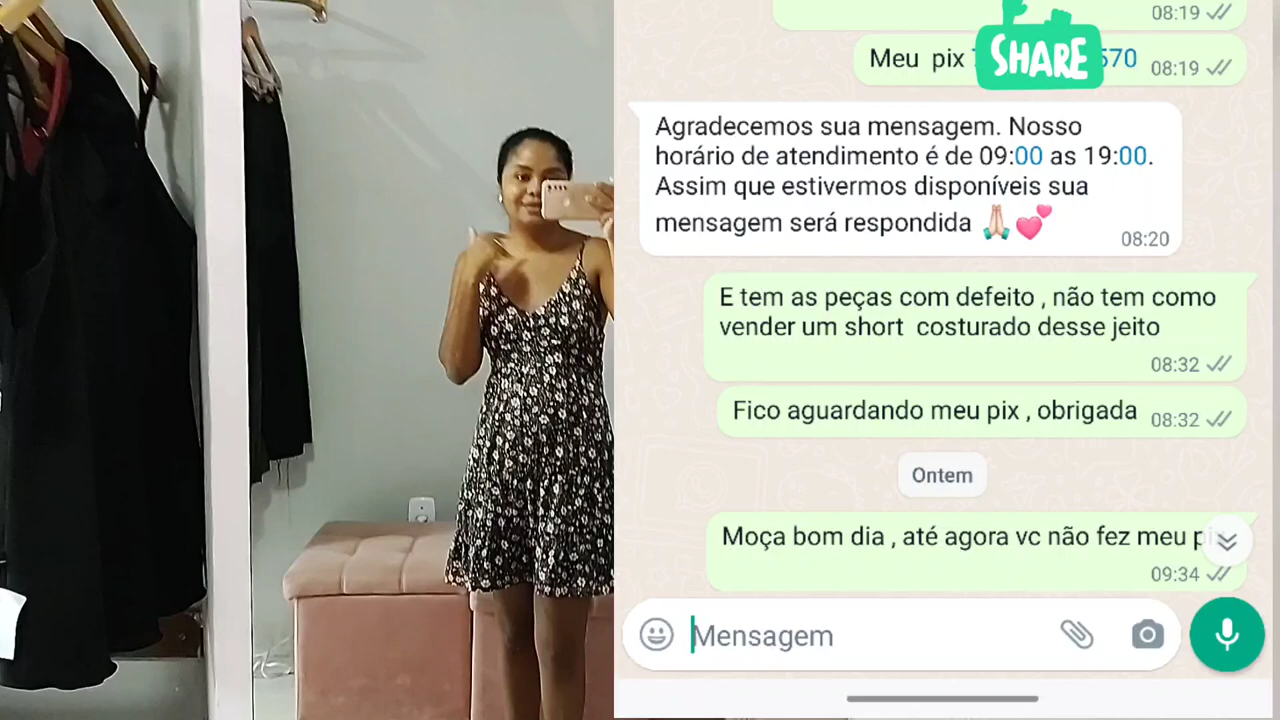 08:19
SHARE
Meu pix 570 08:19
Agradecemos sua mensagem. Nosso
horário de atendimento é de 09:00 as 19:00.
Assim que estivermos disponíveis sua
mensagem será respondida 🙏🏻💕
08:20
E tem as peças com defeito , não tem como
vender um short costurado desse jeito
08:32
Fico aguardando meu pix , obrigada 08:32
Ontem
Moça bom dia , até agora vc não fez meu
09:34
Mensagem